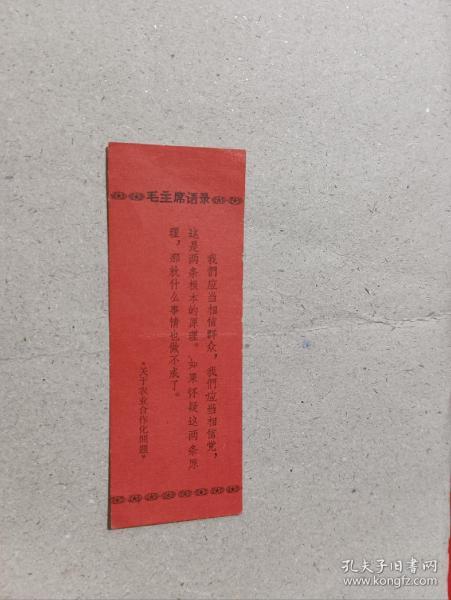 毛主席语录
我們应当相信群众，我們应当相信党，
这是两条根本的原理。如果怀疑这两条原
理，那就什么事情也做不成了。
*关于农业合作化問題*
孔夫子旧书网
www.kongfz.com